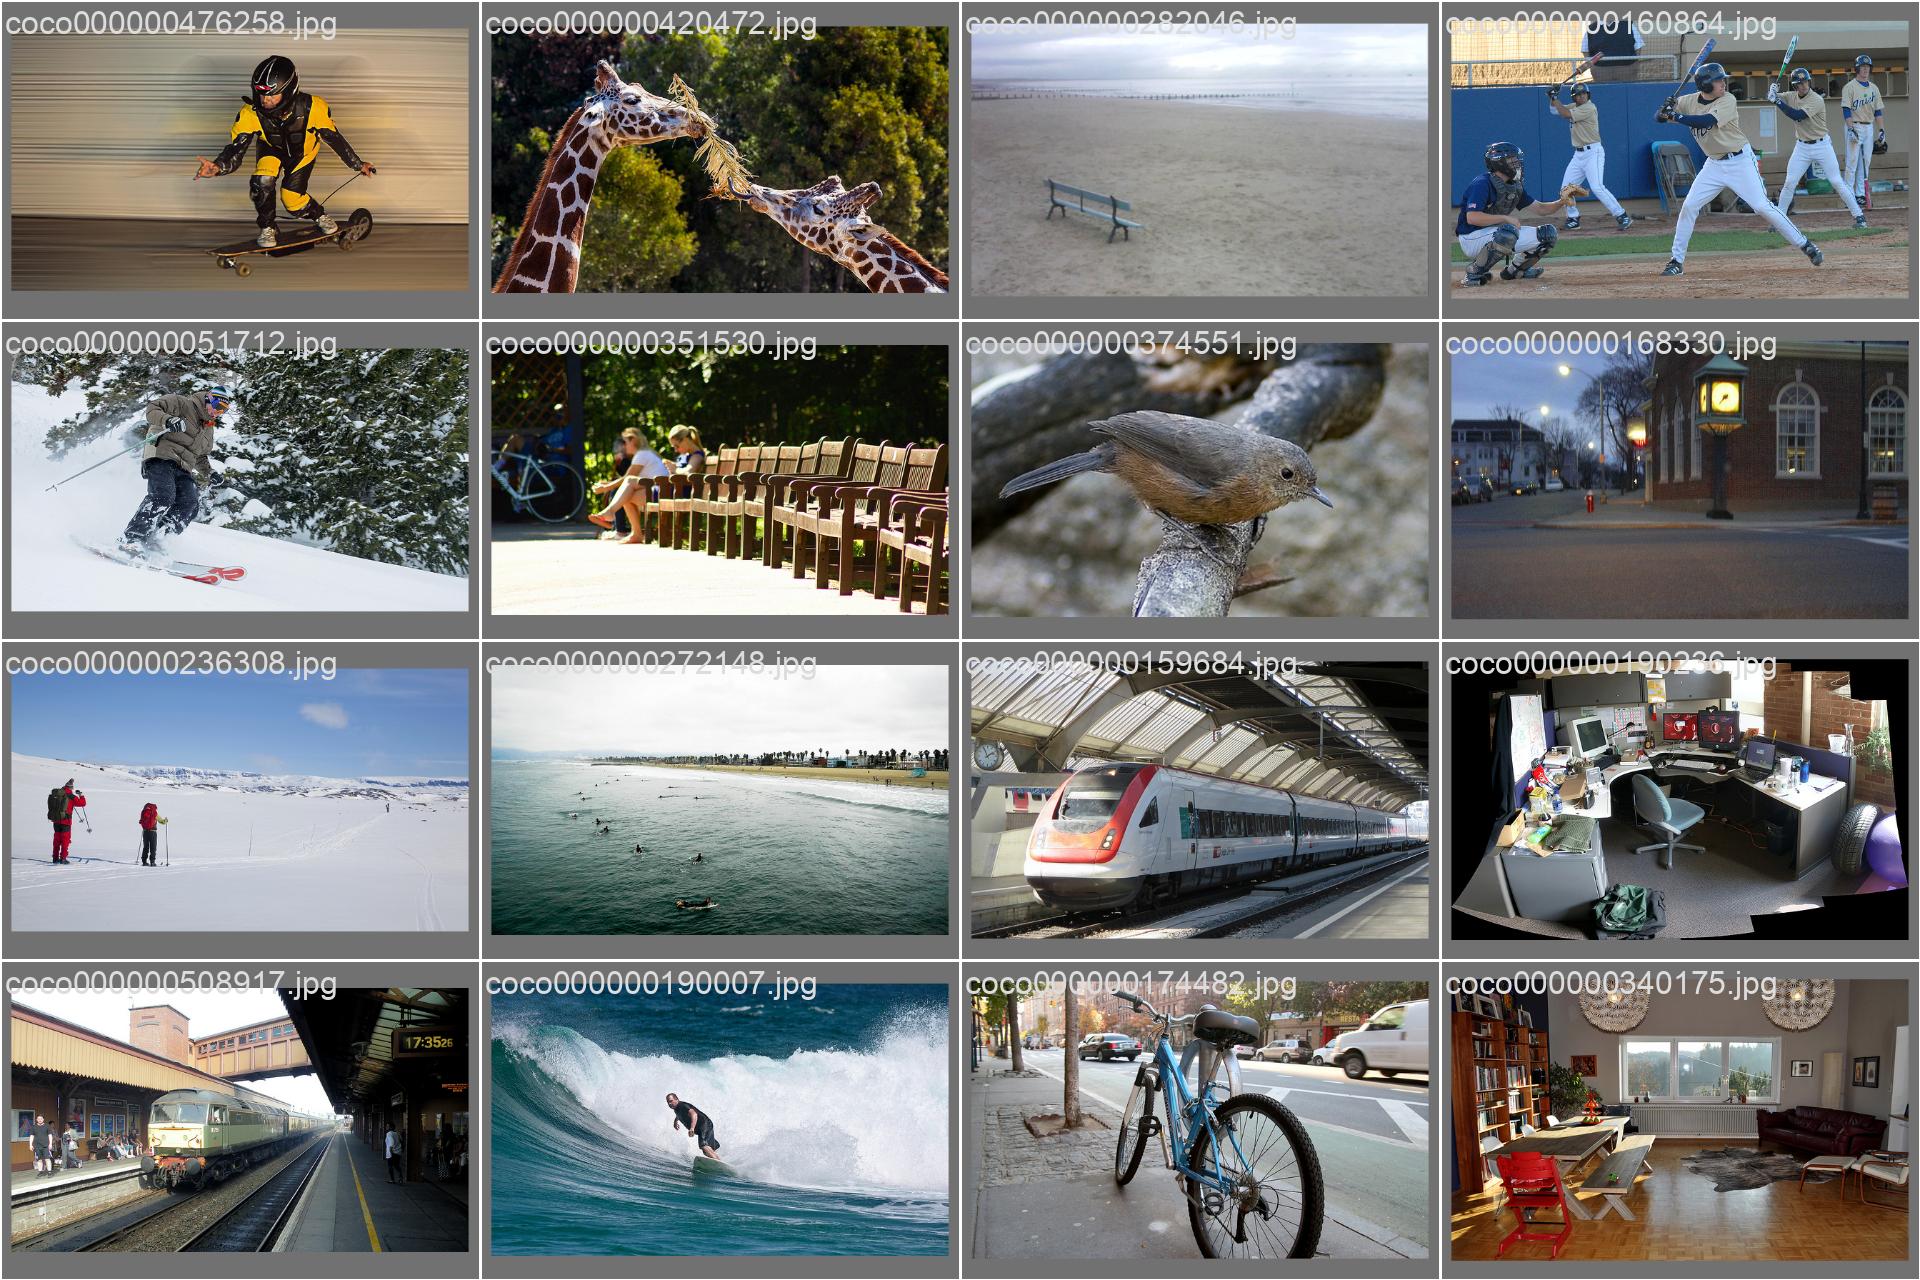 coco000000476258.jpg
coco000000420472.jpg
coco000000282046.jpg
coco000000160864.jpg
coco000000051712.jpg
coco000000351530.jpg
coco000000374551.jpg
coco000000168330.jpg
coco000000236308.jpg
coco000000272148.jpg
coco000000159684.jpg
coco000000190236.jpg
coco000000508917.jpg
17:35 26
coco000000190007.jpg
coco000000174482.jpg
coco000000340175.jpg